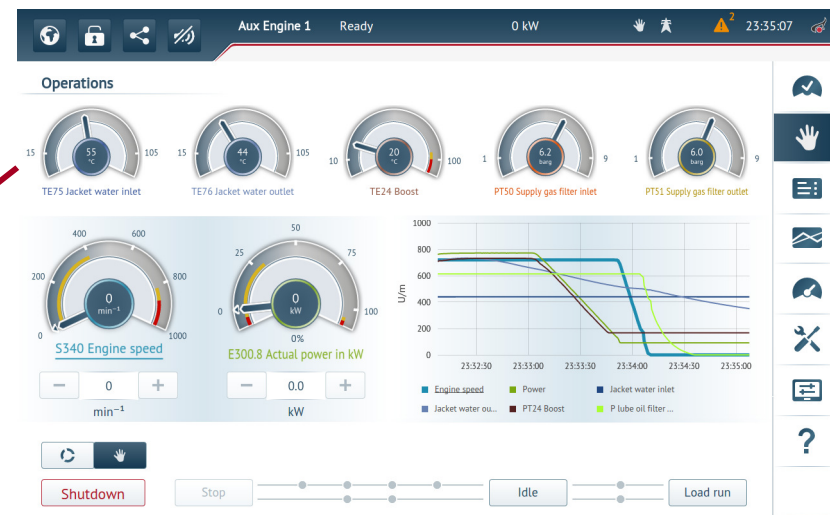 Aux Engine 1 Ready 0 kW 2 23:35:07
Operations
15 55 °C 105 15 44 °C 105 10 20 °C 100 1 6.2 barg 9 1 6.0 barg 9
TE75 Jacket water inlet TE76 Jacket water outlet TE24 Boost PT50 Supply gas filter inlet PT51 Supply gas filter outlet
0 200 400 600 800 1000
0 min⁻¹
S340 Engine speed
− 0 +
min⁻¹
0 25 50 75 100
0 kW
0%
E300.8 Actual power in kW
− 0.0 +
kW
U/m
1000
800
600
400
200
0
23:32:50 23:33:00 23:33:30 23:34:00 23:34:30 23:35:00
Engine speed Power Jacket water inlet
Jacket water ou... PT24 Boost P lube oil filter ...
Shutdown Stop Idle Load run
?